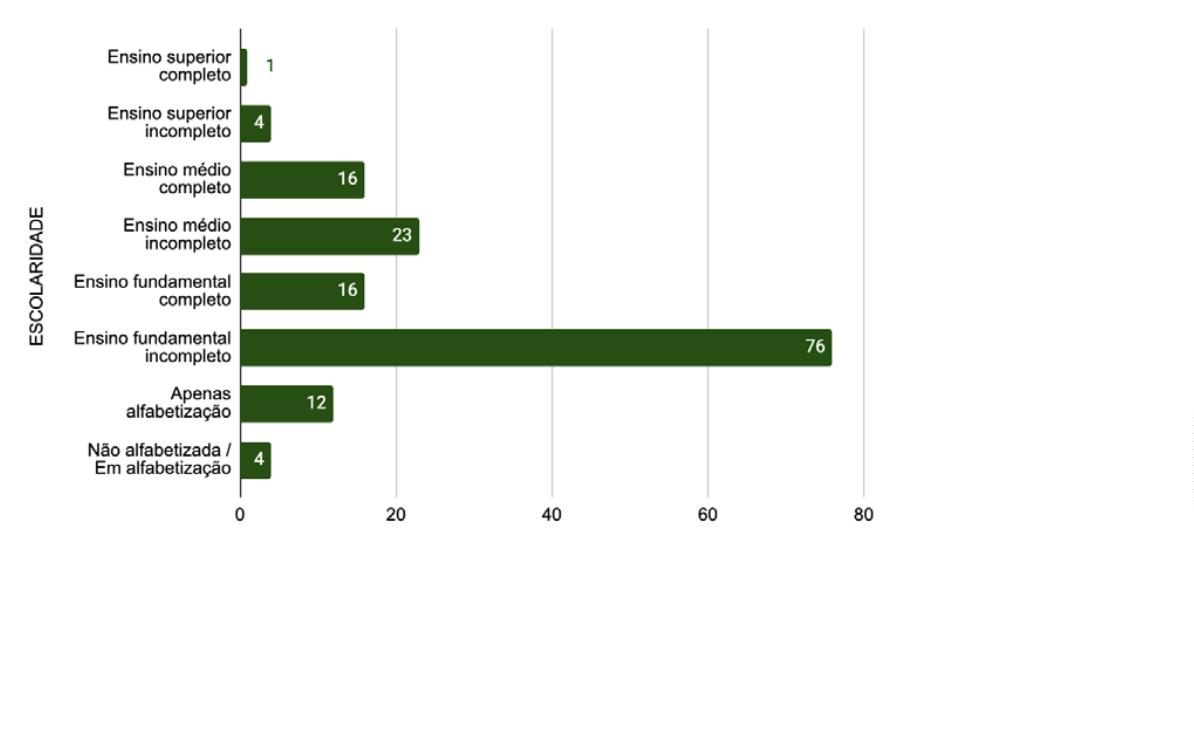 Ensino superior
completo
1
Ensino superior
incompleto
4
Ensino médio
completo
16
Ensino médio
incompleto
23
Ensino fundamental
completo
16
Ensino fundamental
incompleto
76
Apenas
alfabetização
12
Não alfabetizada /
Em alfabetização
4
ESCOLARIDADE
0 20 40 60 80